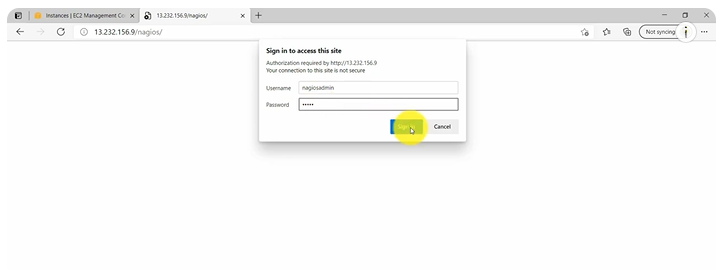 Instances | EC2 Management Co
13.232.156.9/nagios/
13.232.156.9/nagios/
Not syncing
Sign in to access this site
Authorization required by http://13.232.156.9
Your connection to this site is not secure
Username
nagiosadmin
Password
•••••
Sign in
Cancel